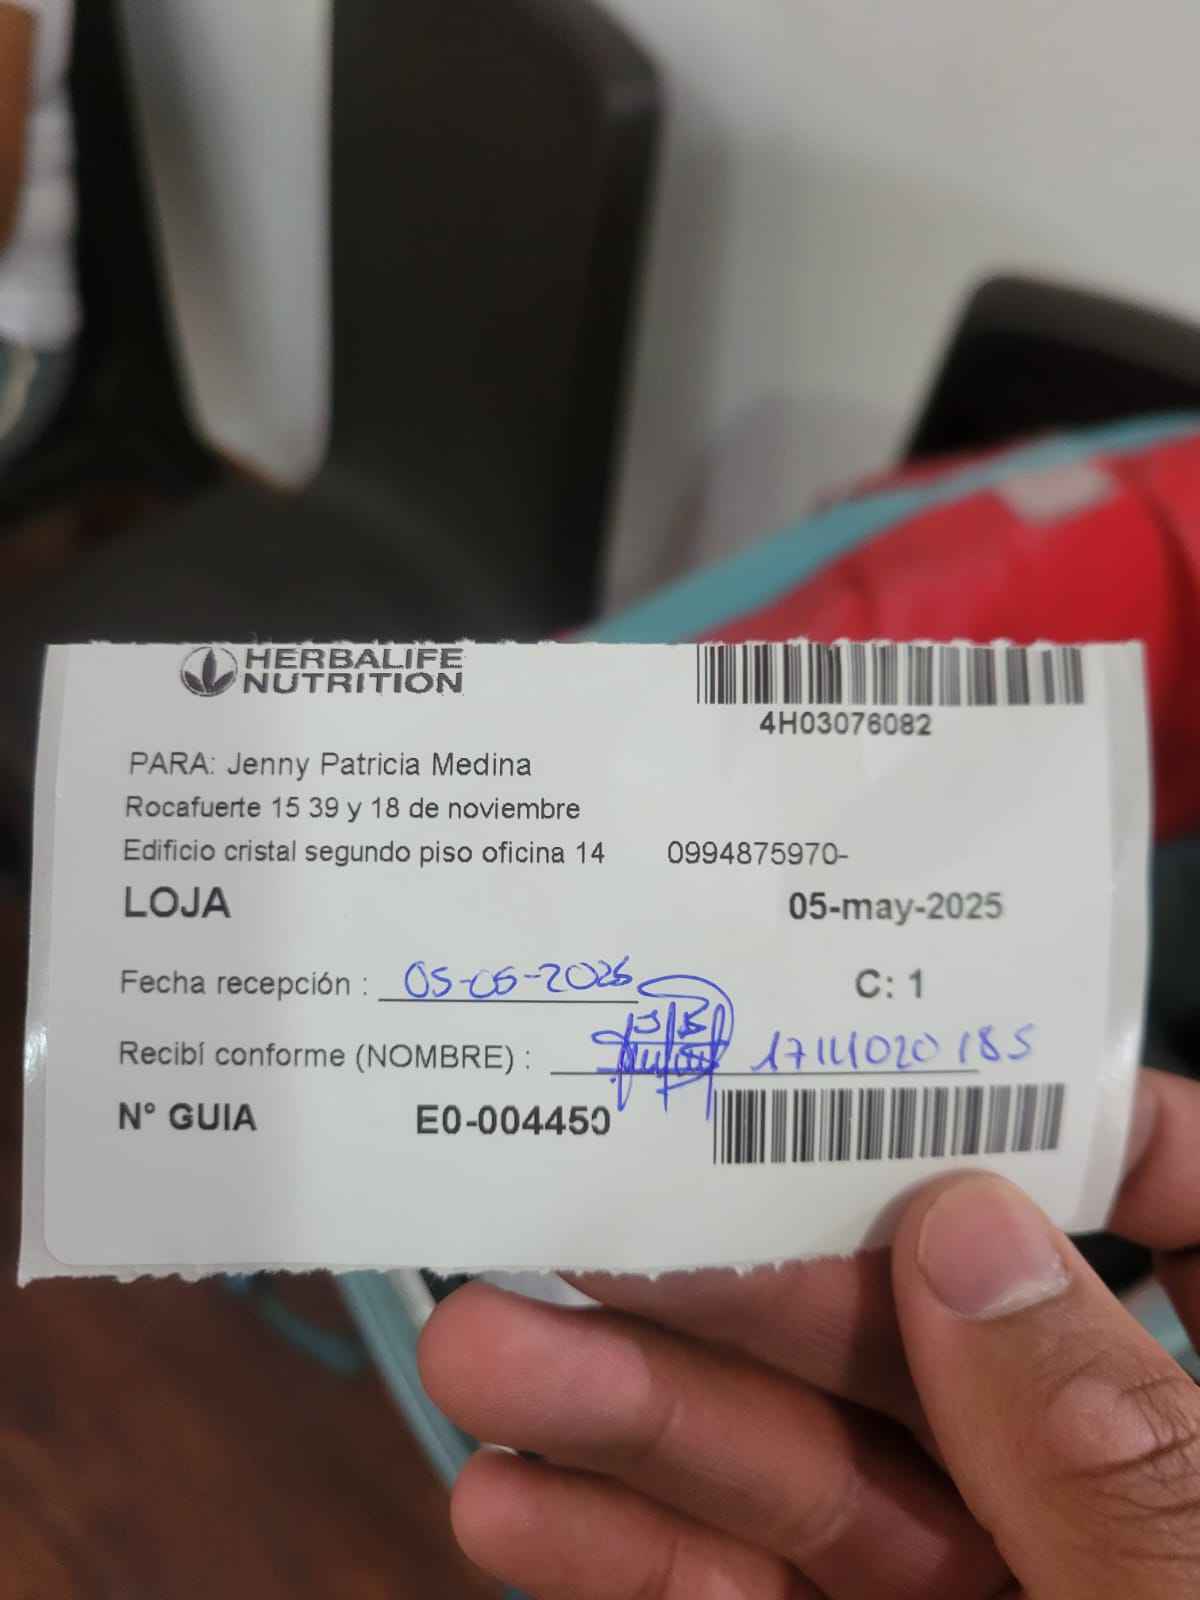 HERBALIFE
NUTRITION
4H03076082
PARA: Jenny Patricia Medina
Rocafuerte 15 39 y 18 de noviembre
Edificio cristal segundo piso oficina 14 0994875970-
LOJA 05-may-2025
Fecha recepción : 05-05-2025 C: 1
Recibí conforme (NOMBRE) :
N° GUIA E0-004450